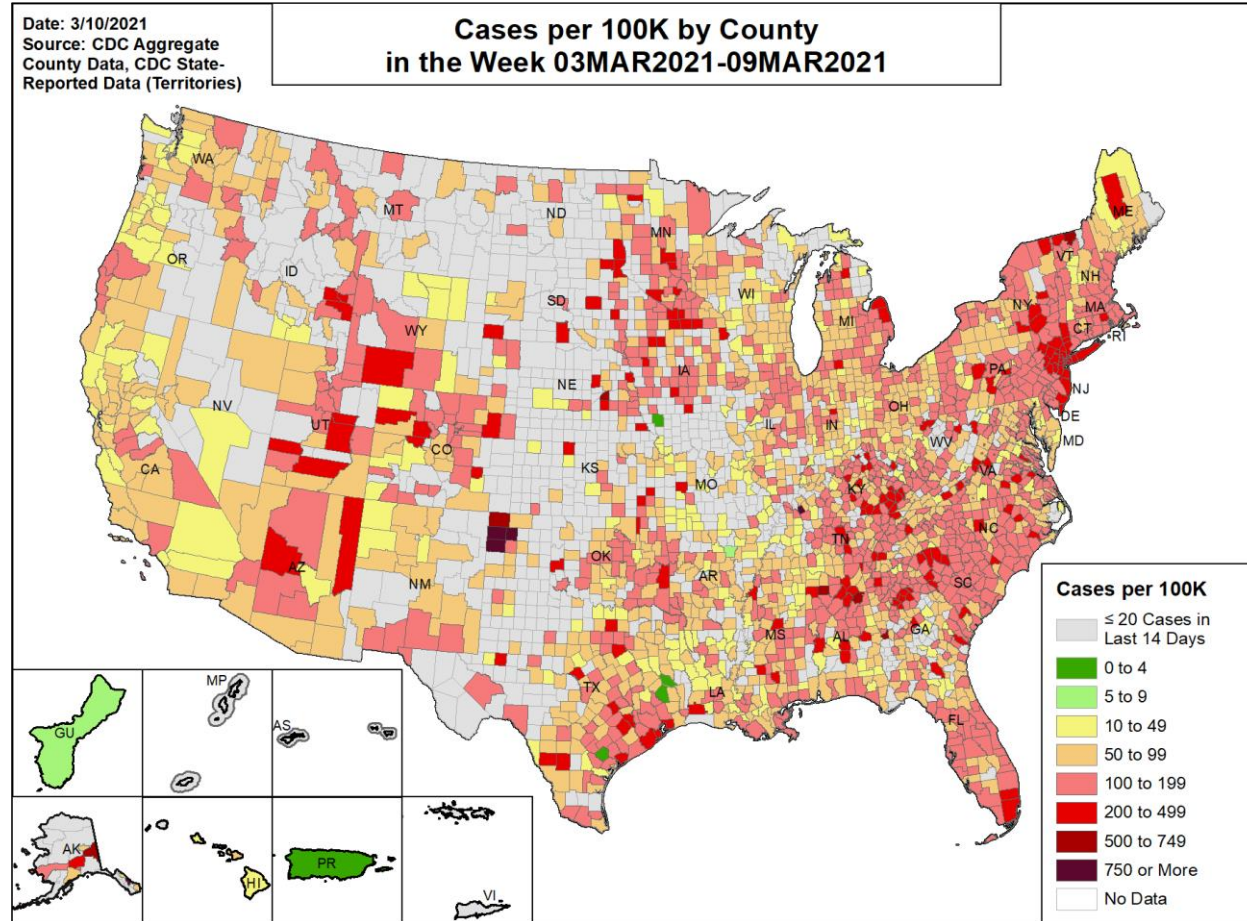 Date: 3/10/2021
Source: CDC Aggregate
County Data, CDC State-
Reported Data (Territories)
Cases per 100K by County
in the Week 03MAR2021-09MAR2021
WA
MT
ND
MN
ME
VT
NH
OR
ID
SD
WI
MI
NY
MA
CT
RI
WY
NE
IA
PA
NJ
DE
MD
NV
UT
CO
IL
IN
OH
WV
CA
KS
MO
KY
VA
AZ
NM
OK
AR
TN
NC
SC
MS
AL
GA
TX
LA
FL
GU
MP
AS
AK
HI
PR
VI
Cases per 100K
≤ 20 Cases in
Last 14 Days
0 to 4
5 to 9
10 to 49
50 to 99
100 to 199
200 to 499
500 to 749
750 or More
No Data